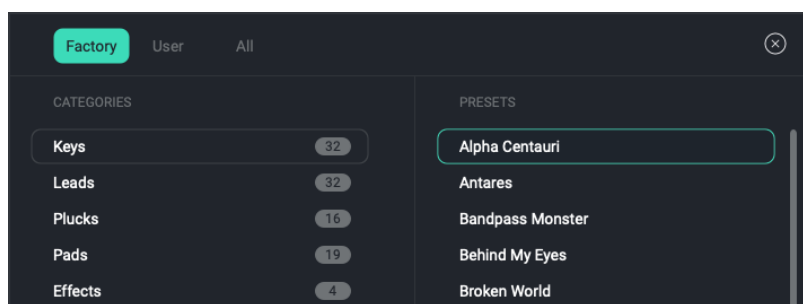 Factory User All
CATEGORIES
Keys 32
Leads 32
Plucks 16
Pads 19
Effects 4
PRESETS
Alpha Centauri
Antares
Bandpass Monster
Behind My Eyes
Broken World